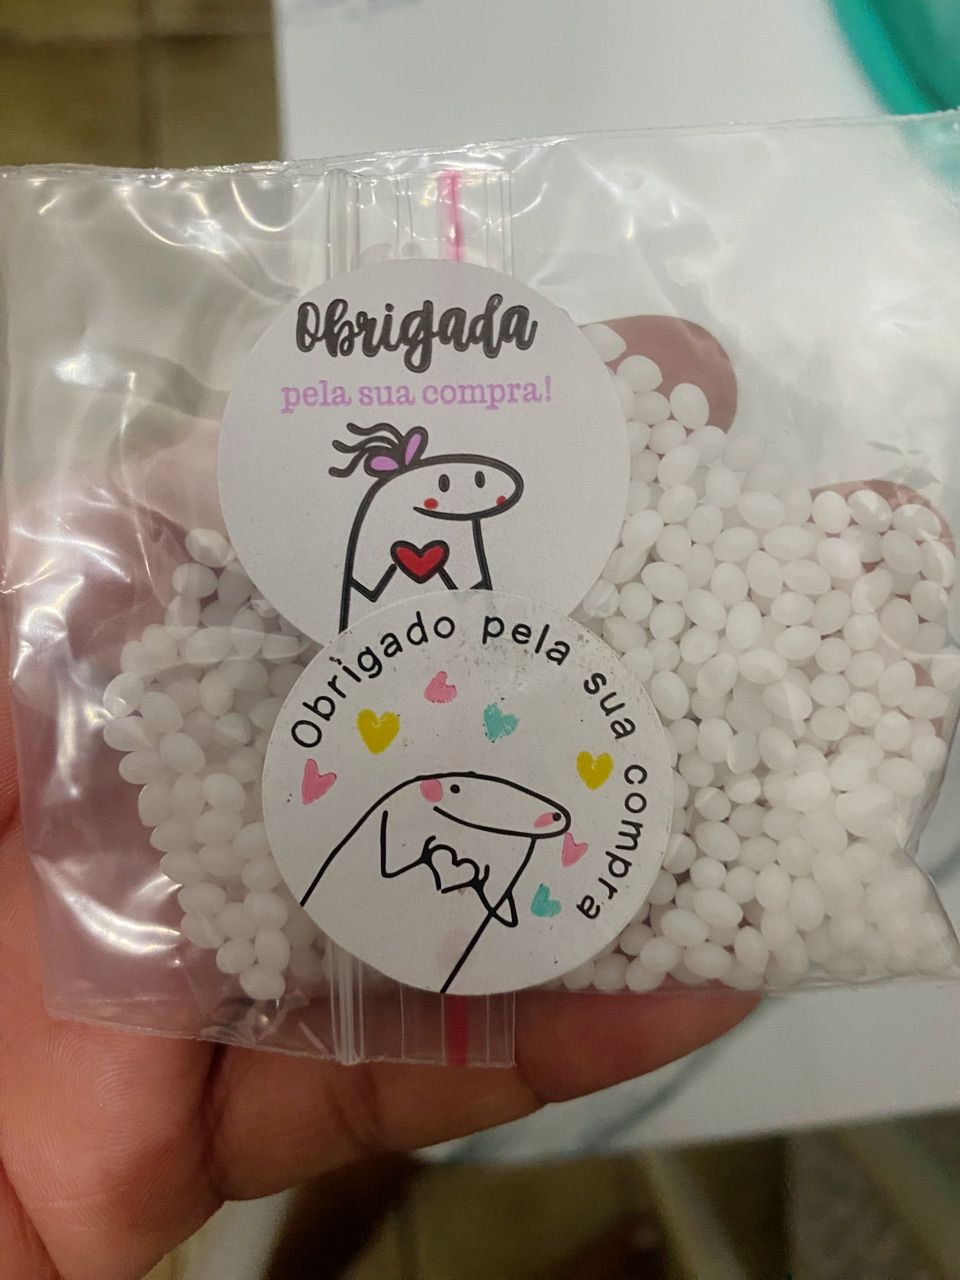 Obrigada
pela sua compra!
Obrigado pela sua compra